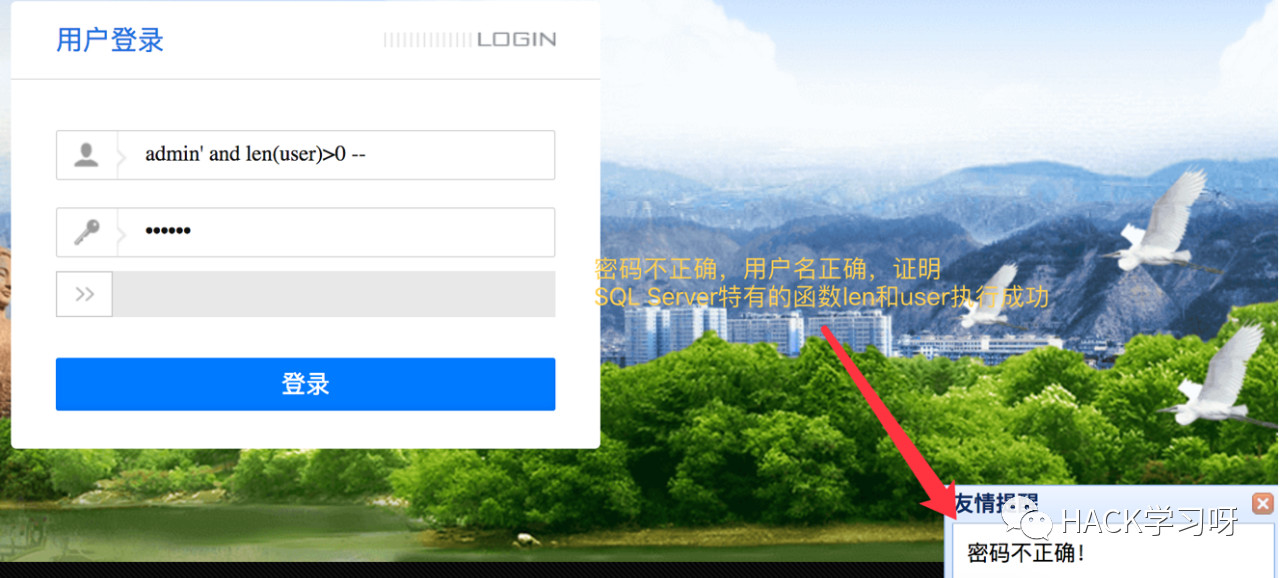 用户登录
LOGIN
admin' and len(user)>0 --
••••••
>>
登录
密码不正确，用户名正确，证明
SQL Server特有的函数len和user执行成功
友情提醒
HACK学习呀
密码不正确！